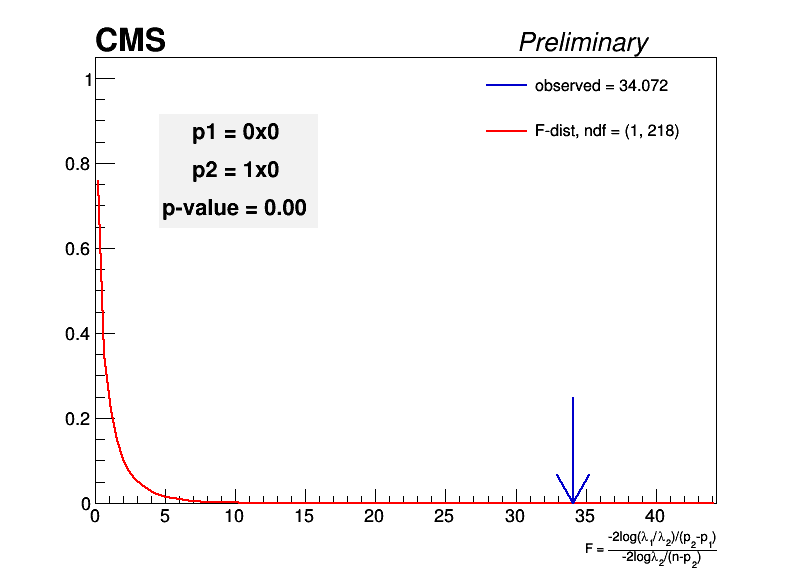 CMS Preliminary
observed = 34.072
F-dist, ndf = (1, 218)
p1 = 0x0
p2 = 1x0
p-value = 0.00
1
0.8
0.6
0.4
0.2
0
0 5 10 15 20 25 30 35 40
F = -2log(λ1/λ2)/(p2-p1)
-2logλ2/(n-p2)